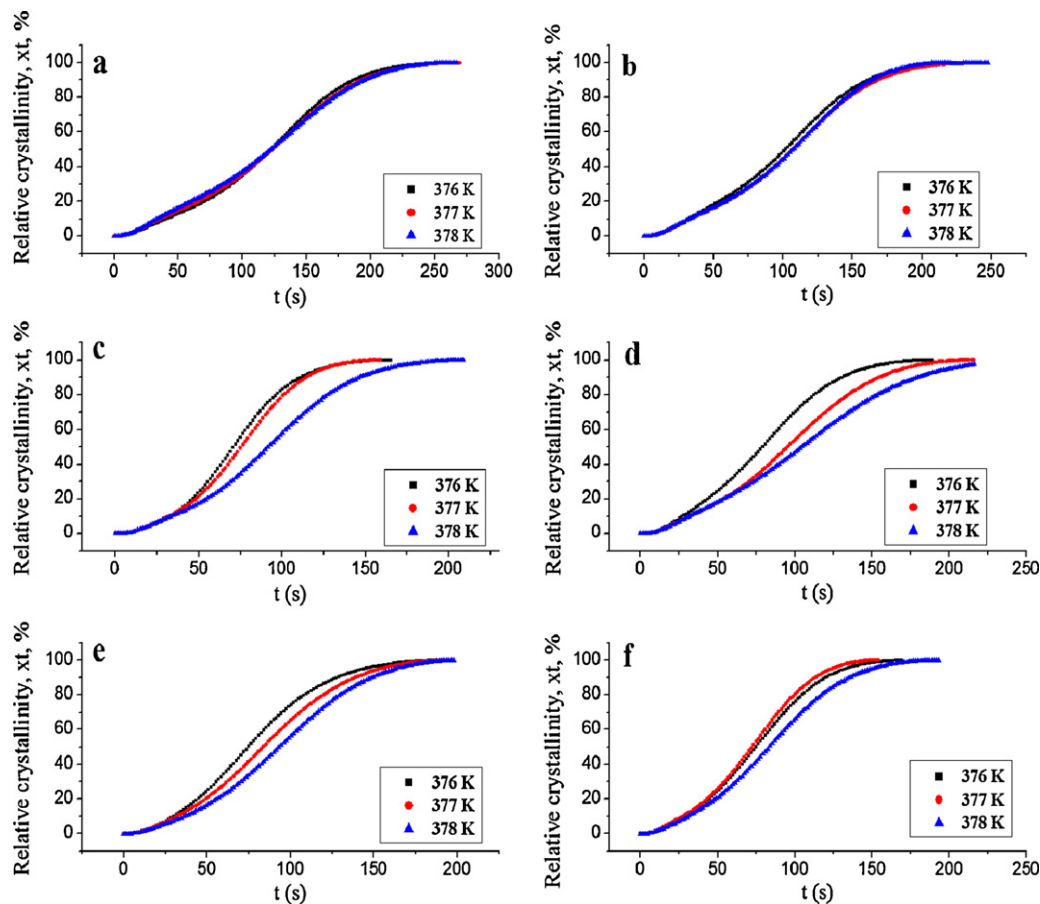 a
Relative crystallinity, xt, %
100
80
60
40
20
0
376 K
377 K
378 K
0 50 100 150 200 250 300
t (s)
b
Relative crystallinity, xt, %
100
80
60
40
20
0
376 K
377 K
378 K
0 50 100 150 200 250
t (s)
c
Relative crystallinity, xt, %
100
80
60
40
20
0
376 K
377 K
378 K
0 50 100 150 200
t (s)
d
Relative crystallinity, xt, %
100
80
60
40
20
0
376 K
377 K
378 K
0 50 100 150 200 250
t (s)
e
Relative crystallinity, xt, %
100
80
60
40
20
0
376 K
377 K
378 K
0 50 100 150 200
t (s)
f
Relative crystallinity, xt, %
100
80
60
40
20
0
376 K
377 K
378 K
0 50 100 150 200 250
t (s)